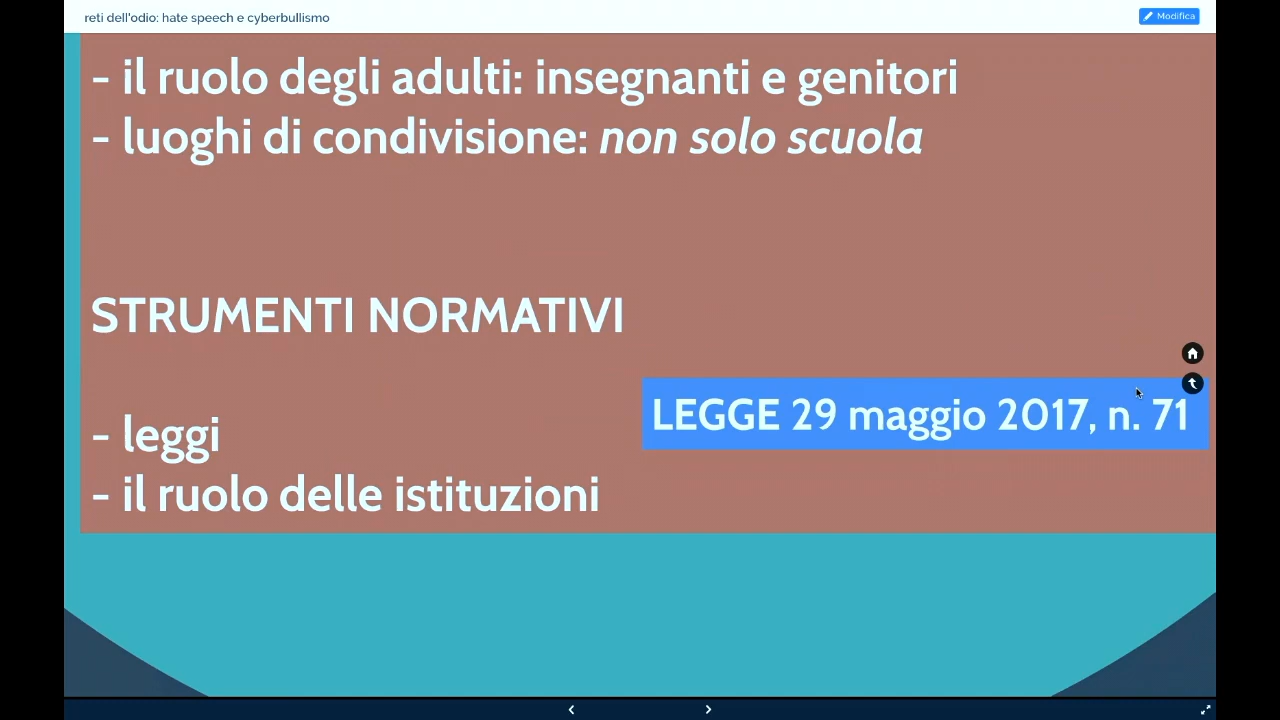 reti dell'odio: hate speech e cyberbullismo
Modifica
- il ruolo degli adulti: insegnanti e genitori
- luoghi di condivisione: non solo scuola
STRUMENTI NORMATIVI
LEGGE 29 maggio 2017, n. 71
- leggi
- il ruolo delle istituzioni